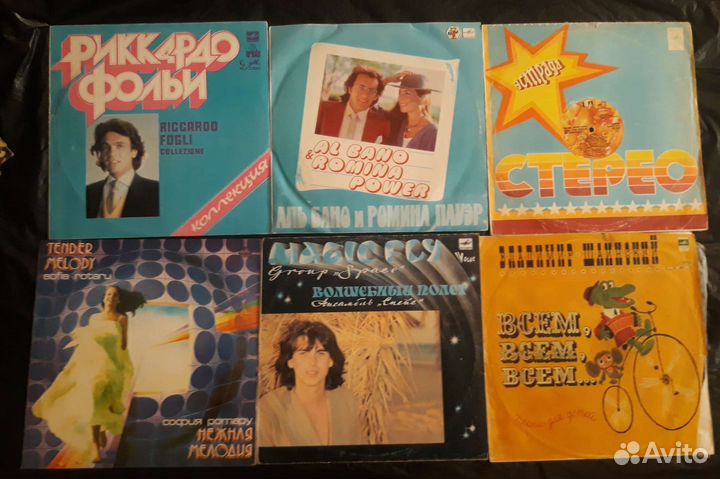 РИККАРДО
ФОЛЬИ
RICCARDO
FOGLI
COLLEZIONE
КОЛЛЕКЦИЯ
AL BANO
& ROMINA
POWER
АЛЬ БАНО И РОМИНА ПАУЭР
эстрада
СТЕРЕО
TENDER
MELODY
sofia rotaru
СОФИЯ РОТАРУ
НЕЖНАЯ
МЕЛОДИЯ
MAGIC FLY
Group "Space"
ВОЛШЕБНЫЙ ПОЛЕТ
Ансамбль "Спейс"
ВЛАДИМИР ШАИНСКИЙ
ВСЕМ,
ВСЕМ,
ВСЕМ...
Песни для детей
Avito